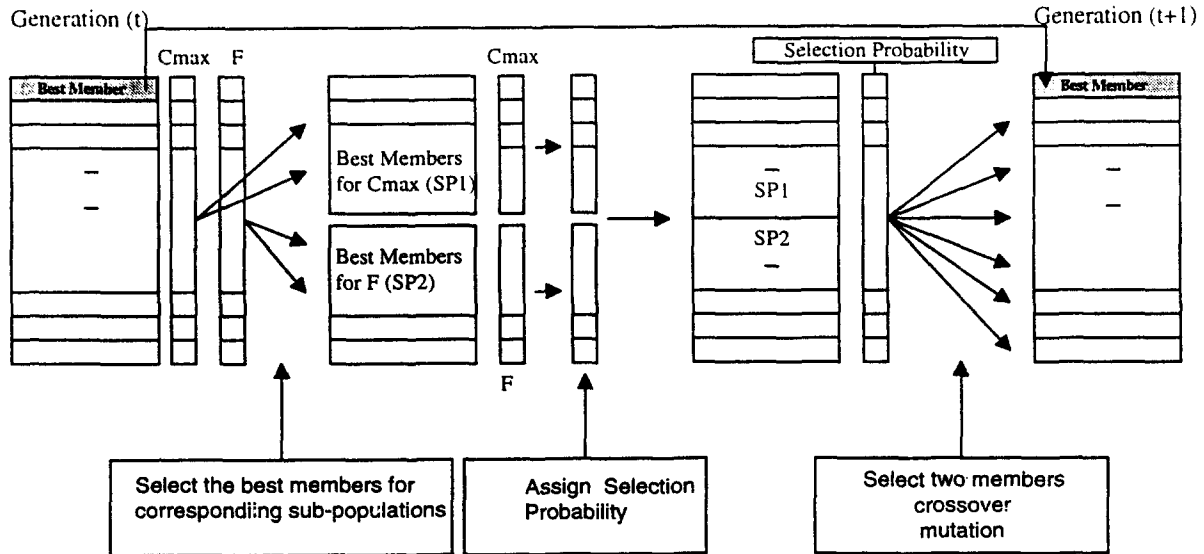 Generation (t)
Generation (t+1)
Cmax F
Cmax
Selection Probability
Best Member
Best Member
Best Members
for Cmax (SP1)
SP1
SP2
Best Members
for F (SP2)
F
Select the best members for
corresponding sub-populations
Assign Selection
Probability
Select two members
crossover
mutation